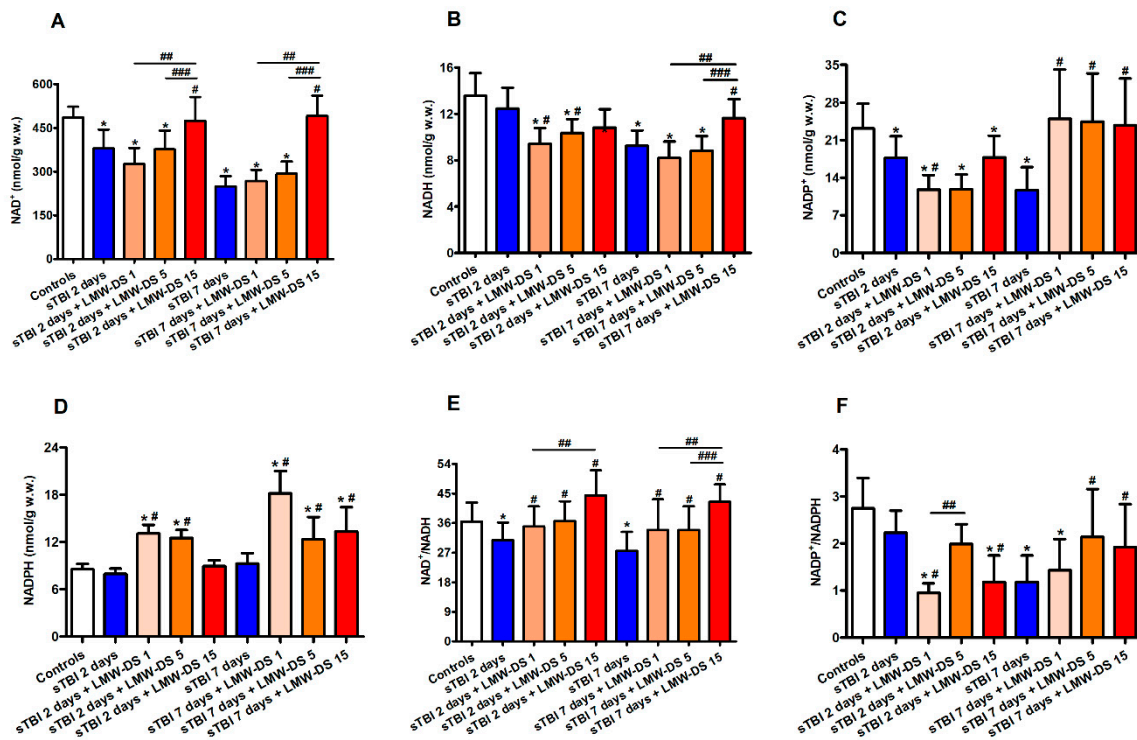 A
NAD+ (nmol/g w.w.)
600
450
300
150
0
*
*
*
#
*
*
*
#
##
###
##
###
Controls
sTBI 2 days
sTBI 2 days + LMW-DS 1
sTBI 2 days + LMW-DS 5
sTBI 2 days + LMW-DS 15
sTBI 7 days
sTBI 7 days + LMW-DS 1
sTBI 7 days + LMW-DS 5
sTBI 7 days + LMW-DS 15
B
NADH (nmol/g w.w.)
16
12
8
4
0
* #
* #
*
*
*
#
##
###
Controls
sTBI 2 days
sTBI 2 days + LMW-DS 1
sTBI 2 days + LMW-DS 5
sTBI 2 days + LMW-DS 15
sTBI 7 days
sTBI 7 days + LMW-DS 1
sTBI 7 days + LMW-DS 5
sTBI 7 days + LMW-DS 15
C
NADP+ (nmol/g w.w.)
35
28
21
14
7
0
*
* #
*
*
*
#
#
#
Controls
sTBI 2 days
sTBI 2 days + LMW-DS 1
sTBI 2 days + LMW-DS 5
sTBI 2 days + LMW-DS 15
sTBI 7 days
sTBI 7 days + LMW-DS 1
sTBI 7 days + LMW-DS 5
sTBI 7 days + LMW-DS 15
D
NADPH (nmol/g w.w.)
24
18
12
6
0
* #
* #
* #
* #
* #
Controls
sTBI 2 days
sTBI 2 days + LMW-DS 1
sTBI 2 days + LMW-DS 5
sTBI 2 days + LMW-DS 15
sTBI 7 days
sTBI 7 days + LMW-DS 1
sTBI 7 days + LMW-DS 5
sTBI 7 days + LMW-DS 15
E
NAD+/NADH
54
45
36
27
18
9
0
*
#
#
#
*
#
#
#
##
##
###
Controls
sTBI 2 days
sTBI 2 days + LMW-DS 1
sTBI 2 days + LMW-DS 5
sTBI 2 days + LMW-DS 15
sTBI 7 days
sTBI 7 days + LMW-DS 1
sTBI 7 days + LMW-DS 5
sTBI 7 days + LMW-DS 15
F
NADP+/NADPH
4
3
2
1
0
* #
##
* #
*
*
#
#
Controls
sTBI 2 days
sTBI 2 days + LMW-DS 1
sTBI 2 days + LMW-DS 5
sTBI 2 days + LMW-DS 15
sTBI 7 days
sTBI 7 days + LMW-DS 1
sTBI 7 days + LMW-DS 5
sTBI 7 days + LMW-DS 15